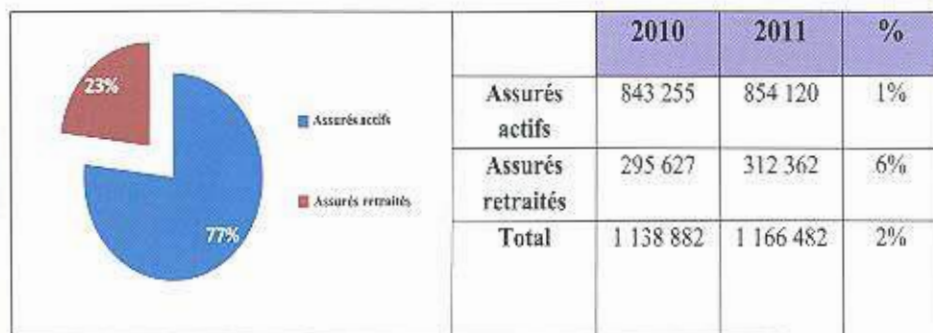 23%
77%
Assurés actifs
Assurés retraités
2010 2011 %
Assurés
actifs
843 255 854 120 1%
Assurés
retraités
295 627 312 362 6%
Total 1 138 882 1 166 482 2%